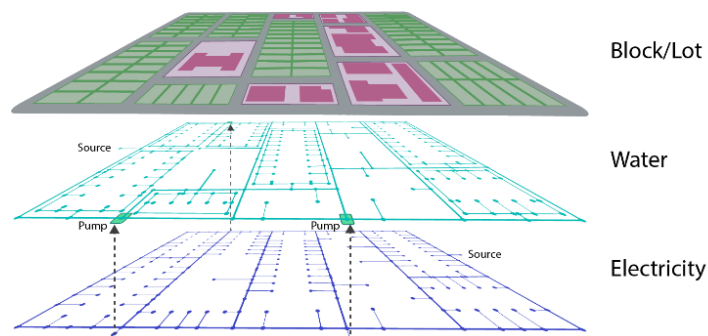 Block/Lot
Source
Water
Pump
Pump
Source
Electricity